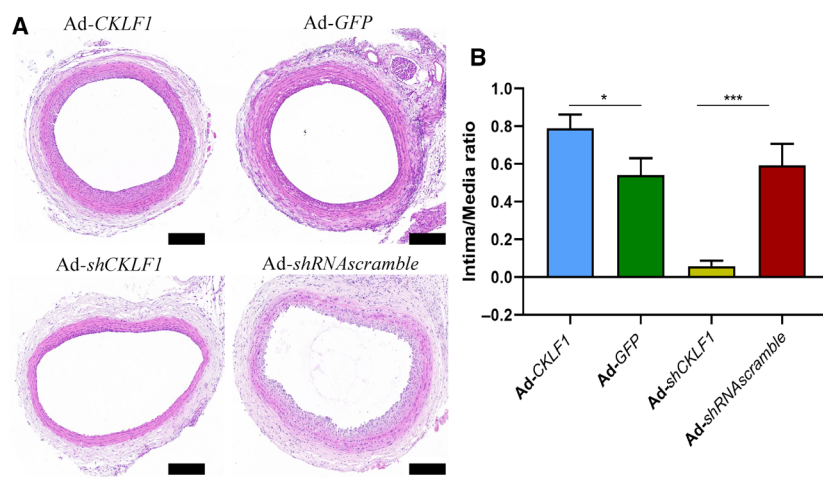 A
Ad-CKLF1
Ad-GFP
Ad-shCKLF1
Ad-shRNAscramble
B
Intima/Media ratio
1.0
0.8
0.6
0.4
0.2
0.0
–0.2
*
***
Ad-CKLF1
Ad-GFP
Ad-shCKLF1
Ad-shRNAscramble